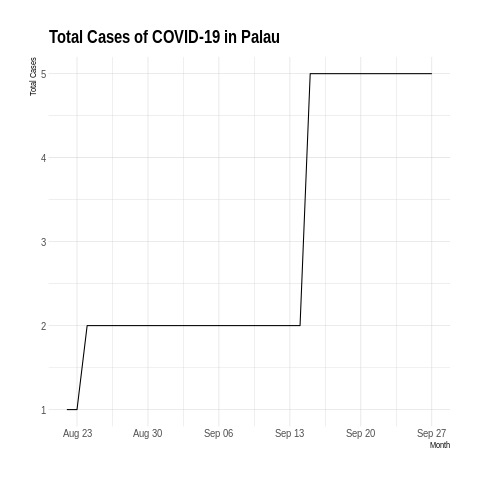 Total Cases of COVID-19 in Palau
Total Cases
5
4
3
2
1
Aug 23 Aug 30 Sep 06 Sep 13 Sep 20 Sep 27
Month